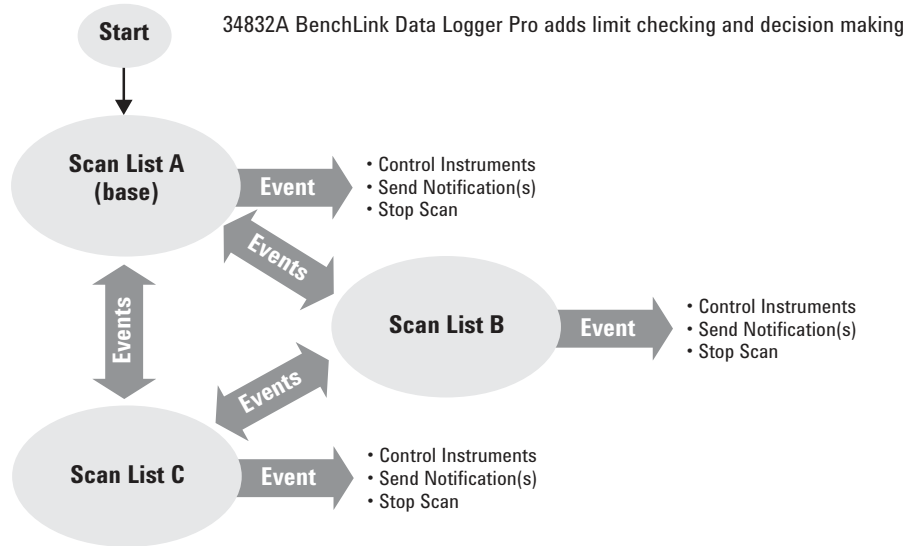 Start
34832A BenchLink Data Logger Pro adds limit checking and decision making
Scan List A
(base)
Event
• Control Instruments
• Send Notification(s)
• Stop Scan
Events
Events
Scan List B
Event
• Control Instruments
• Send Notification(s)
• Stop Scan
Events
Scan List C
Event
• Control Instruments
• Send Notification(s)
• Stop Scan